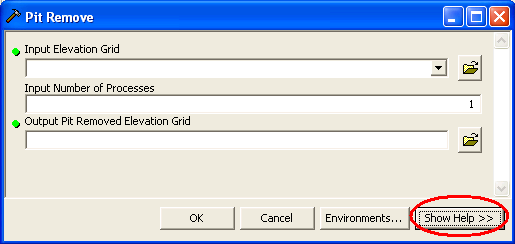 Pit Remove
Input Elevation Grid
Input Number of Processes
1
Output Pit Removed Elevation Grid
OK Cancel Environments... Show Help >>